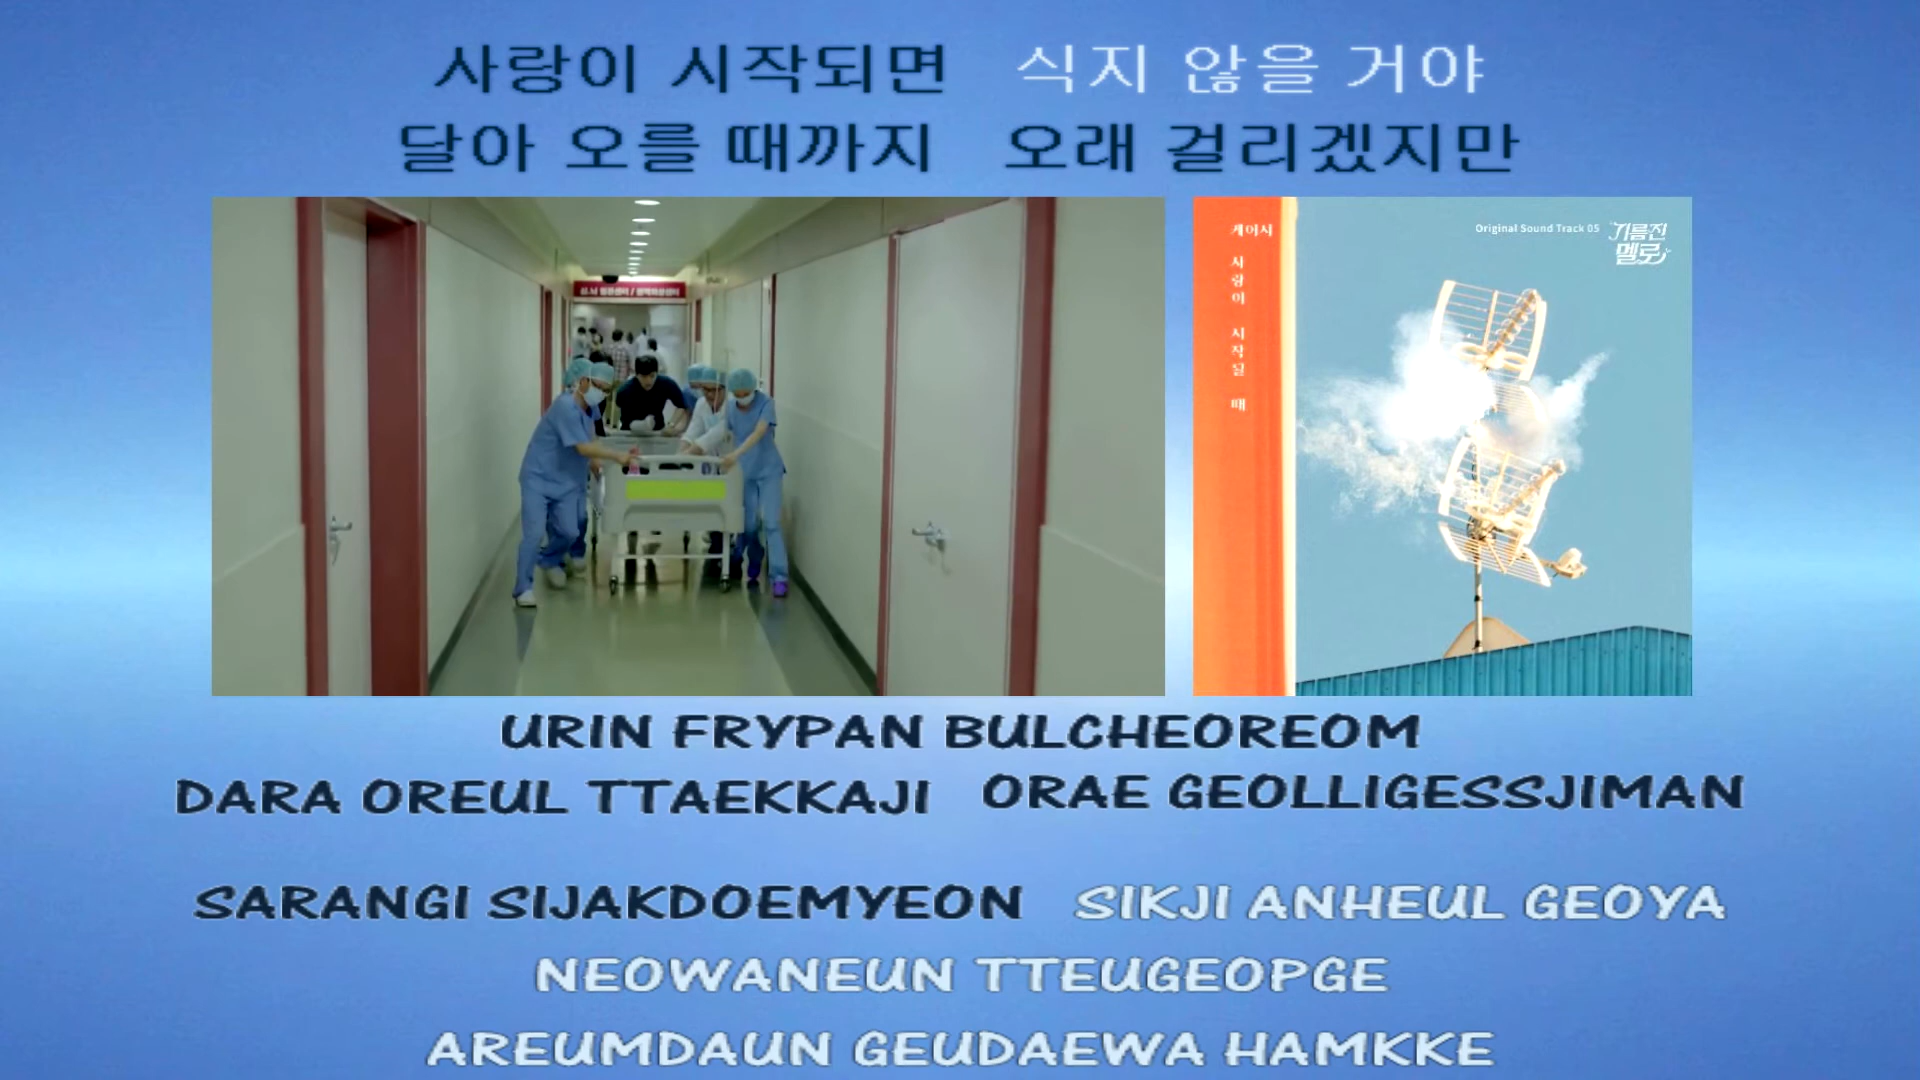 사랑이 시작되면 식지 않을 거야
달아 오를 때까지 오래 걸리겠지만
케이시
사랑이 시작될 때
Original Sound Track 05
기름진
멜로
URIN FRYPAN BULCHEOREOM
DARA OREUL TTAEKKAJI ORAE GEOLLIGESSJIMAN
SARANGI SIJAKDOEMYEON SIKJI ANHEUL GEOYA
NEOWANEUN TTEUGEOPGE
AREUMDAUN GEUDAEWA HAMKKE